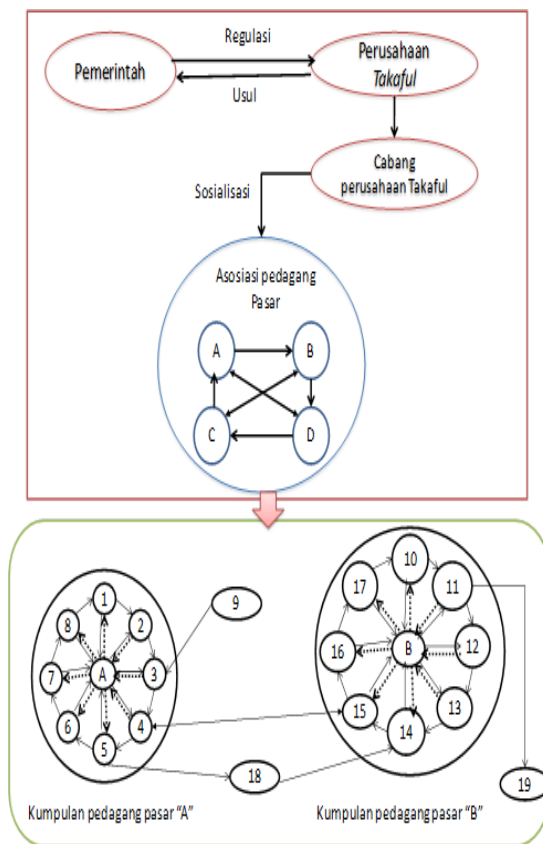 Regulasi
Pemerintah
Perusahaan
Takaful
Usul
Cabang
perusahaan Takaful
Sosialisasi
Asosiasi pedagang
Pasar
A
B
C
D
1
2
3
4
5
6
7
8
A
9
10
11
12
13
14
15
16
17
B
18
19
Kumpulan pedagang pasar “A”
Kumpulan pedagang pasar “B”